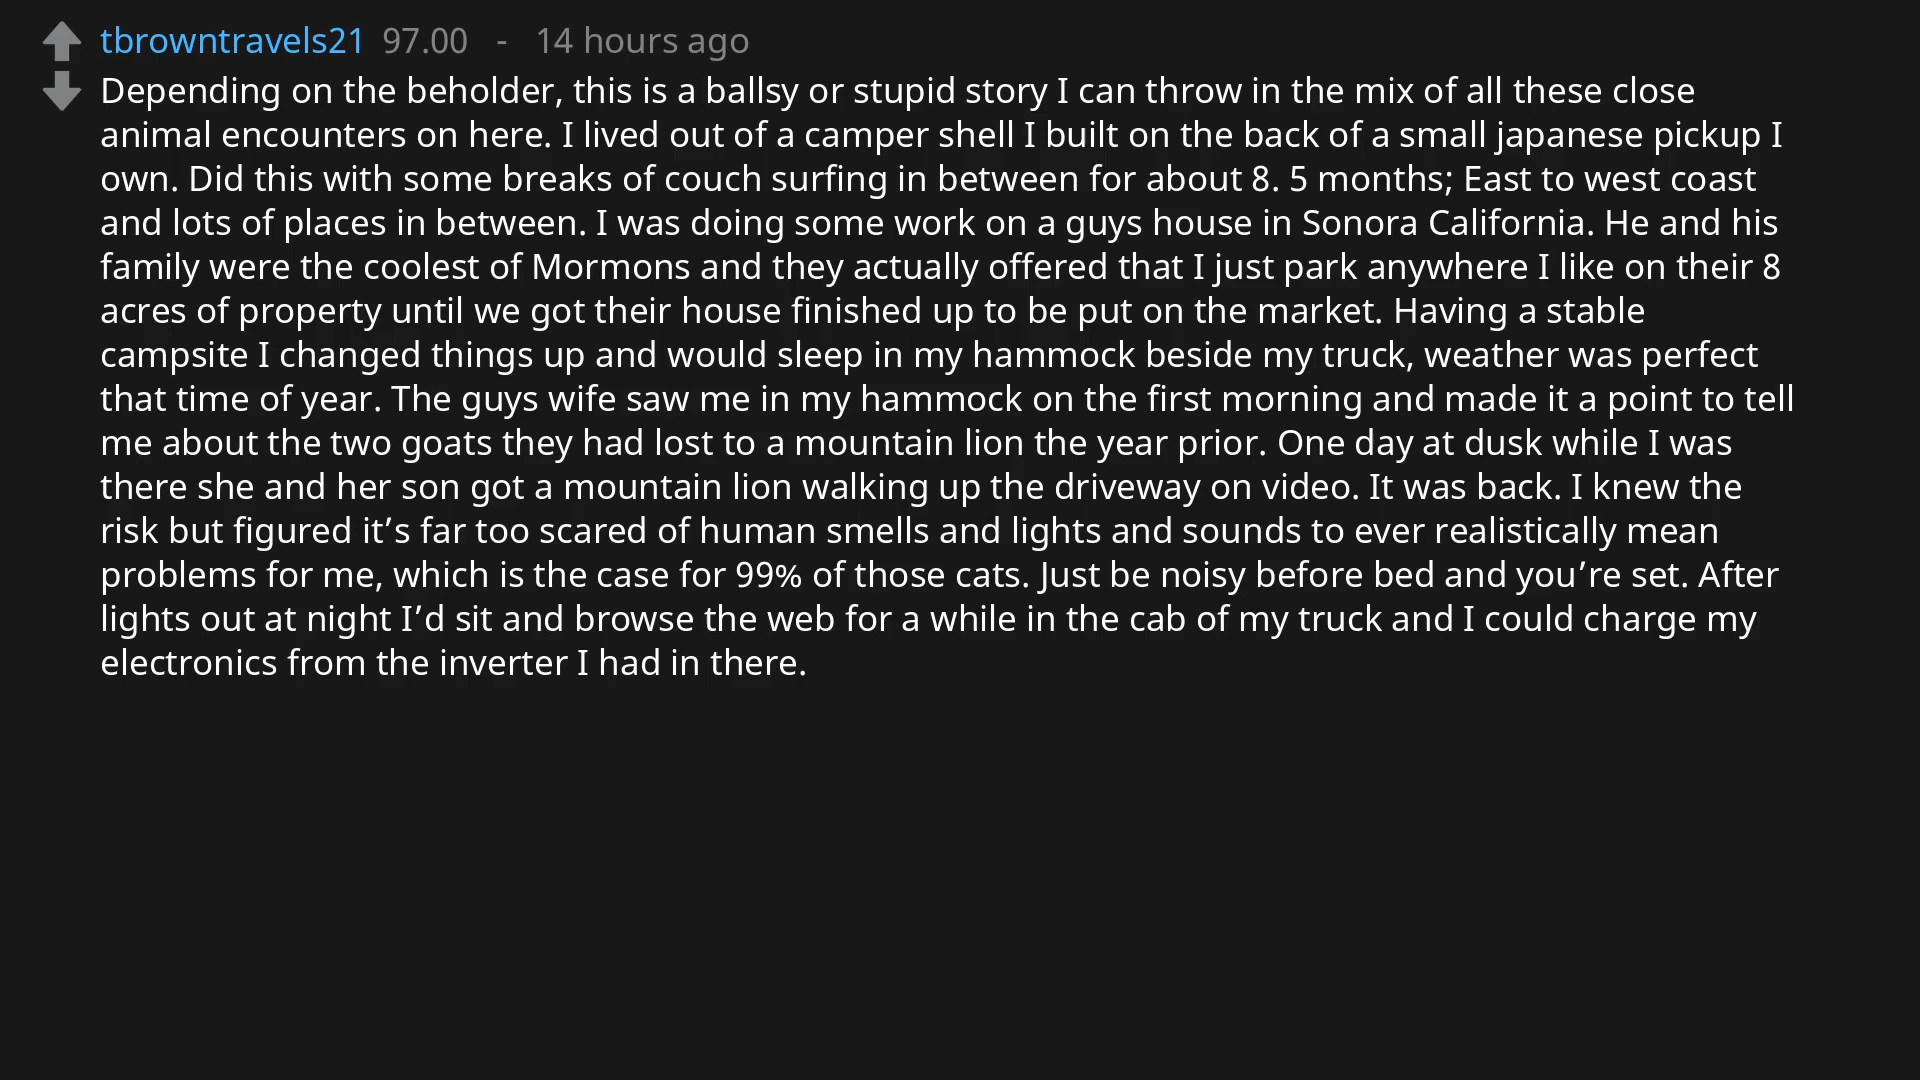 tbrowntravels21 97.00 - 14 hours ago
Depending on the beholder, this is a ballsy or stupid story I can throw in the mix of all these close
animal encounters on here. I lived out of a camper shell I built on the back of a small japanese pickup I
own. Did this with some breaks of couch surfing in between for about 8. 5 months; East to west coast
and lots of places in between. I was doing some work on a guys house in Sonora California. He and his
family were the coolest of Mormons and they actually offered that I just park anywhere I like on their 8
acres of property until we got their house finished up to be put on the market. Having a stable
campsite I changed things up and would sleep in my hammock beside my truck, weather was perfect
that time of year. The guys wife saw me in my hammock on the first morning and made it a point to tell
me about the two goats they had lost to a mountain lion the year prior. One day at dusk while I was
there she and her son got a mountain lion walking up the driveway on video. It was back. I knew the
risk but figured it’s far too scared of human smells and lights and sounds to ever realistically mean
problems for me, which is the case for 99% of those cats. Just be noisy before bed and you’re set. After
lights out at night I’d sit and browse the web for a while in the cab of my truck and I could charge my
electronics from the inverter I had in there.